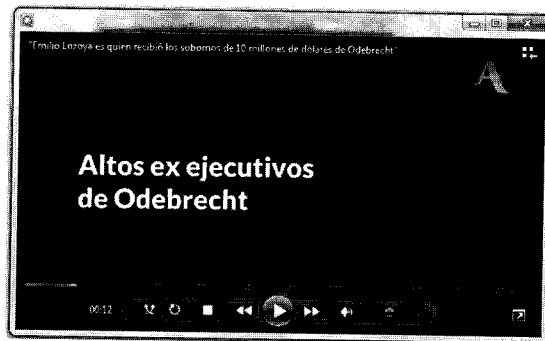 "Emilio Lozoya es quien recibió los sobornos de 10 millones de dólares de Odebrecht"
A
Altos ex ejecutivos
de Odebrecht
00:12